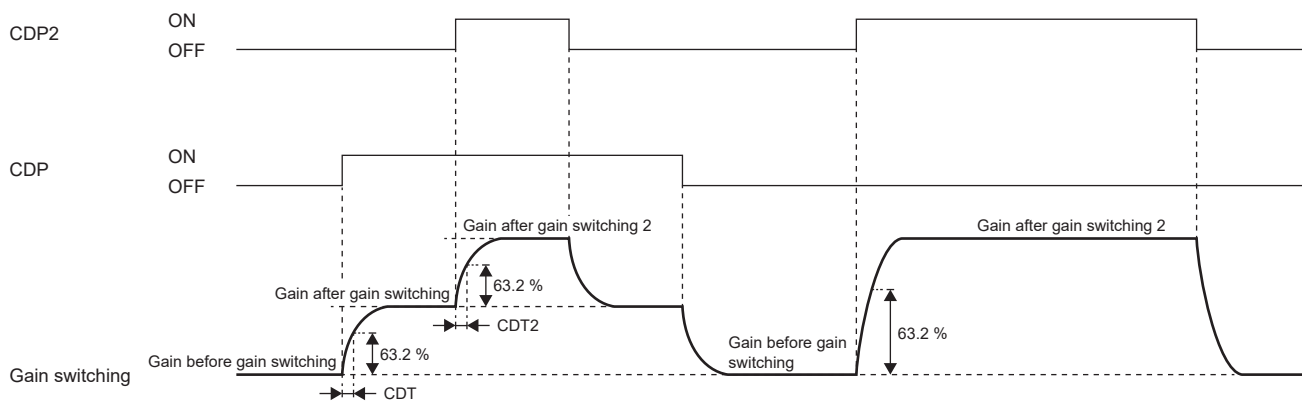 CDP2
ON
OFF
CDP
ON
OFF
Gain after gain switching 2
Gain after gain switching 2
63.2 %
Gain after gain switching
CDT2
63.2 %
Gain before gain
switching
Gain before gain switching
63.2 %
Gain switching
CDT